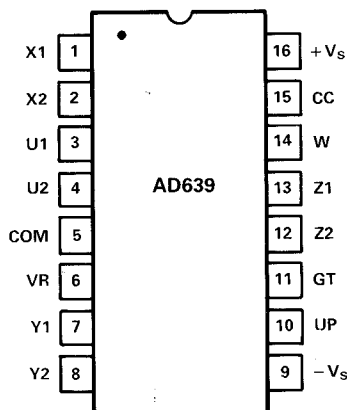 X1 1 16 +VS
X2 2 15 CC
U1 3 14 W
U2 4 AD639 13 Z1
COM 5 12 Z2
VR 6 11 GT
Y1 7 10 UP
Y2 8 9 −VS